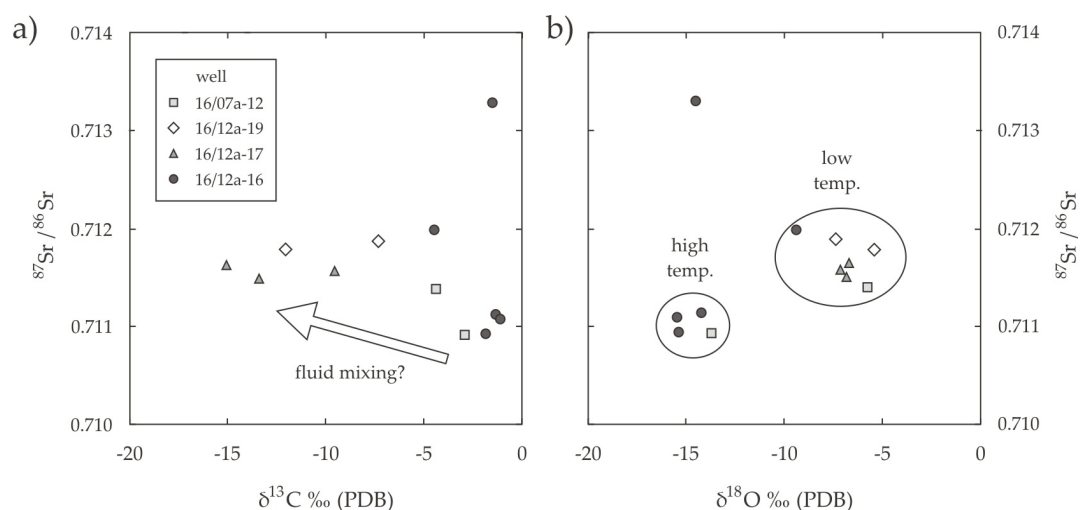 a)
0.714
0.713
0.712
0.711
0.710
⁸⁷Sr / ⁸⁶Sr
well
16/07a-12
16/12a-19
16/12a-17
16/12a-16
fluid mixing?
-20
-15
-10
-5
0
δ¹³C ‰ (PDB)
b)
low
temp.
high
temp.
0.714
0.713
0.712
0.711
0.710
⁸⁷Sr / ⁸⁶Sr
-20
-15
-10
-5
0
δ¹⁸O ‰ (PDB)